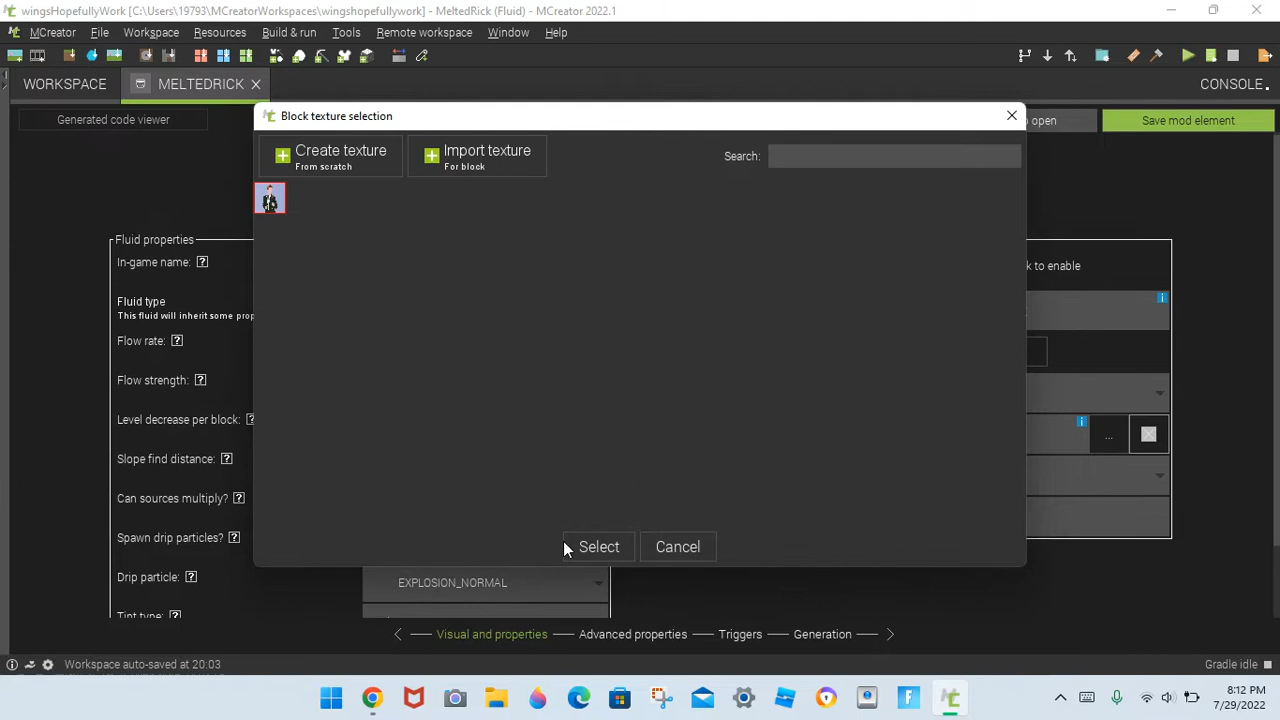 wingsHopefullyWork [C:\Users\19793\MCreatorWorkspaces\wingshopefullywork] - MeltedRick (Fluid) - MCreator 2022.1
MCreator File Workspace Resources Build & run Tools Remote workspace Window Help
WORKSPACE MELTEDRICK CONSOLE
Generated code viewer
Block texture selection
open
Save mod element
Create texture
From scratch
Import texture
For block
Search:
Fluid properties
In-game name:
k to enable
Fluid type
This fluid will inherit some prop
Flow rate:
Flow strength:
Level decrease per block:
...
Slope find distance:
Can sources multiply?
Spawn drip particles?
Select Cancel
Drip particle:
EXPLOSION_NORMAL
Tint type:
Visual and properties Advanced properties Triggers Generation
Workspace auto-saved at 20:03
Gradle idle
8:12 PM
7/29/2022